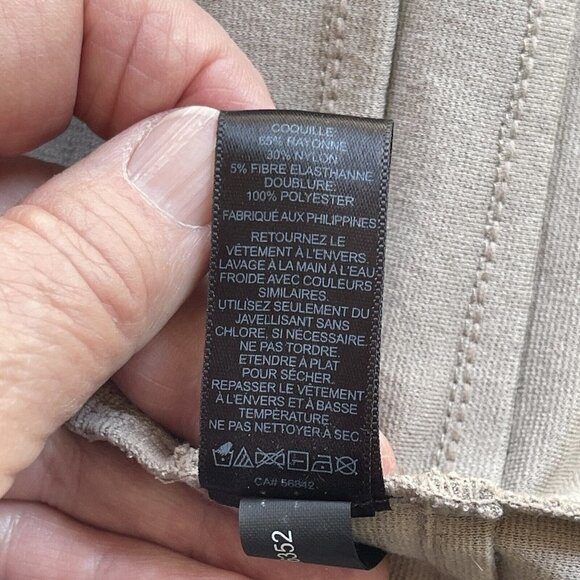 COQUILLE:
65% RAYONNE
30% NYLON
5% FIBRE ELASTHANNE
DOUBLURE:
100% POLYESTER
FABRIQUÉ AUX PHILIPPINES
RETOURNEZ LE
VÊTEMENT À L'ENVERS.
LAVAGE À LA MAIN À L'EAU
FROIDE AVEC COULEURS
SIMILAIRES.
UTILISEZ SEULEMENT DU
JAVELLISANT SANS
CHLORE, SI NÉCESSAIRE.
NE PAS TORDRE.
ETENDRE À PLAT
POUR SÉCHER.
REPASSER LE VÊTEMENT
À L'ENVERS ET À BASSE
TEMPÉRATURE.
NE PAS NETTOYER À SEC.
CA# 56842